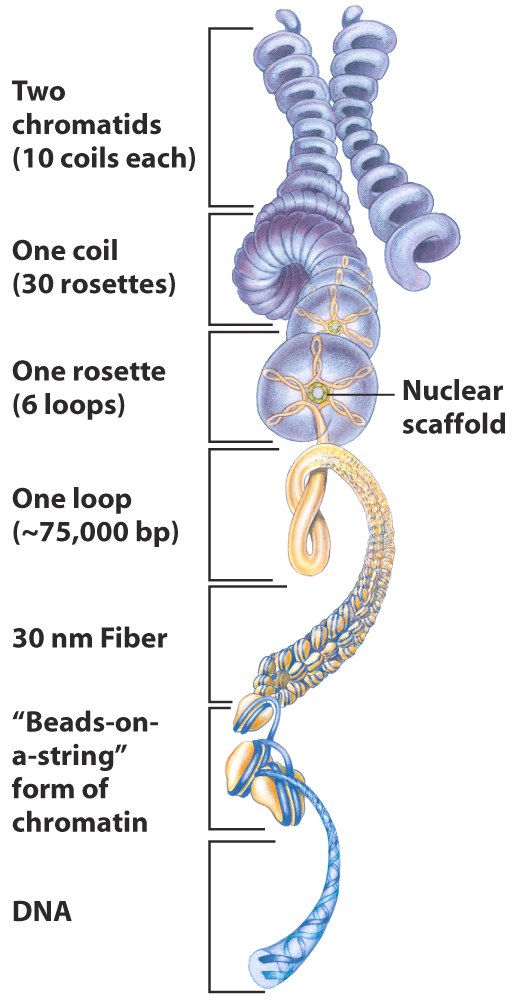 Two
chromatids
(10 coils each)
One coil
(30 rosettes)
One rosette
(6 loops)
Nuclear
scaffold
One loop
(~75,000 bp)
30 nm Fiber
“Beads-on-
a-string”
form of
chromatin
DNA